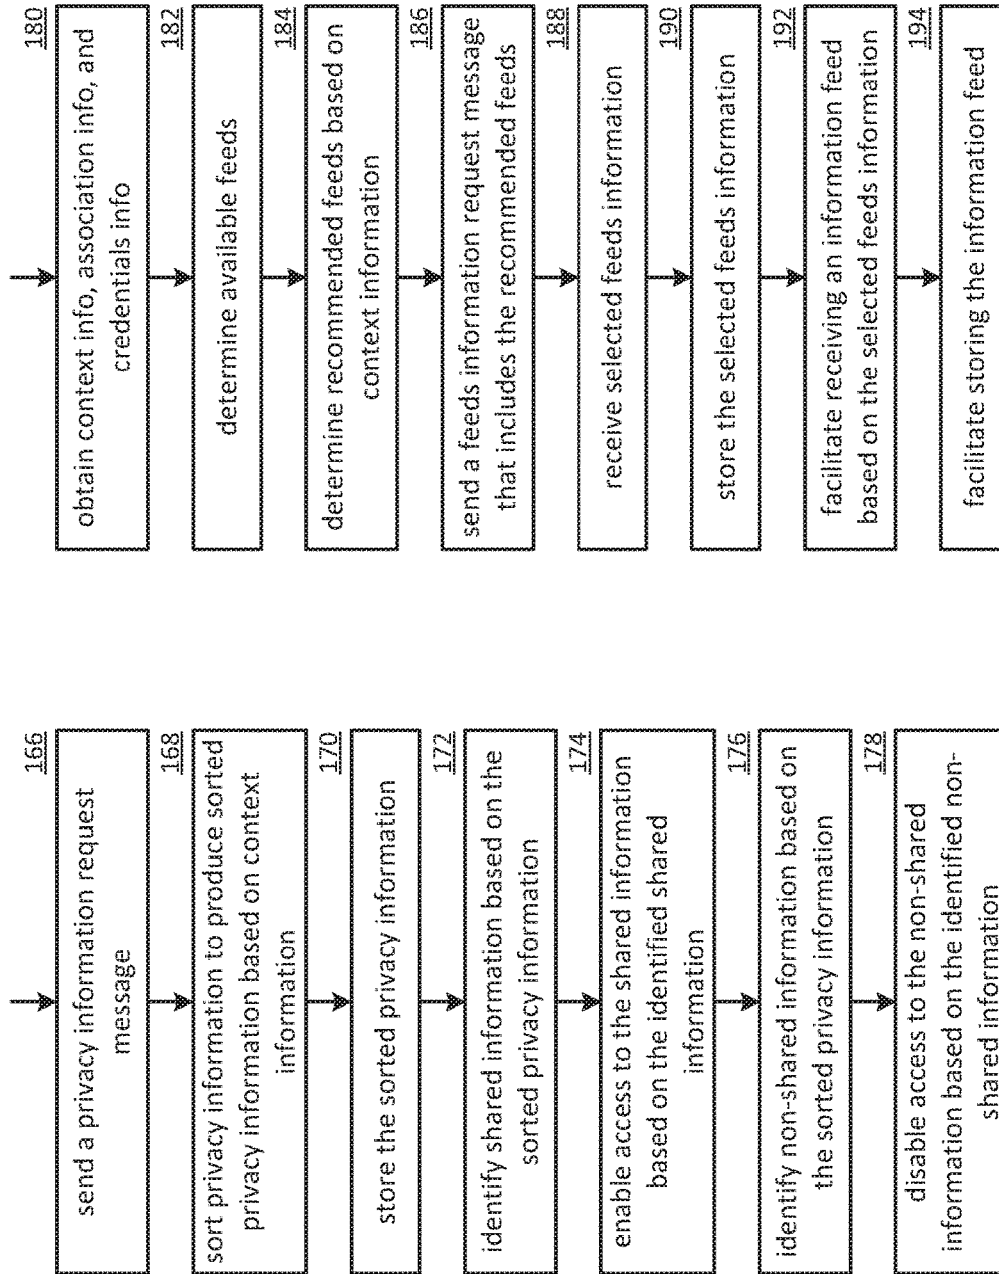 166
send a privacy information request
message
168
sort privacy information to produce sorted
privacy information based on context
information
170
store the sorted privacy information
172
identify shared information based on the
sorted privacy information
174
enable access to the shared information
based on the identified shared
information
176
identify non-shared information based on
the sorted privacy information
178
disable access to the non-shared
information based on the identified non-
shared information
180
obtain context info, association info, and
credentials info
182
determine available feeds
184
determine recommended feeds based on
context information
186
send a feeds information request message
that includes the recommended feeds
188
receive selected feeds information
190
store the selected feeds information
192
facilitate receiving an information feed
based on the selected feeds information
194
facilitate storing the information feed